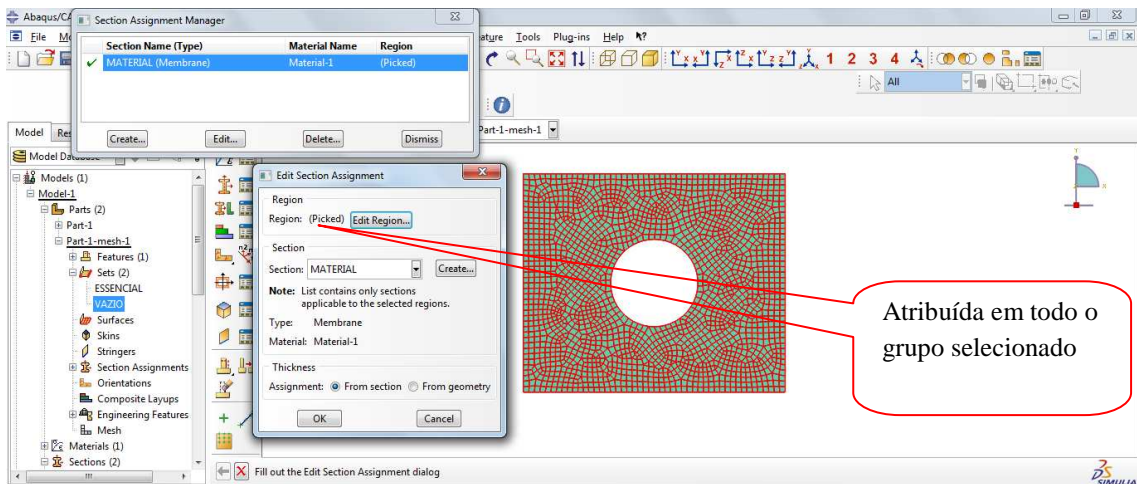 Abaqus/CA
Section Assignment Manager
File
Tools Plug-ins Help
Section Name (Type) Material Name Region
MATERIAL (Membrane) Material-1 (Picked)
Create... Edit... Delete... Dismiss
1 2 3 4
All
Part-1-mesh-1
Model
Models (1)
Model-1
Parts (2)
Part-1
Part-1-mesh-1
Features (1)
Sets (2)
ESSENCIAL
VAZIO
Surfaces
Skins
Stringers
Section Assignments
Orientations
Composite Layups
Engineering Features
Mesh
Materials (1)
Sections (2)
Edit Section Assignment
Region
Region: (Picked) Edit Region...
Section
Section: MATERIAL Create...
Note: List contains only sections
applicable to the selected regions.
Type: Membrane
Material: Material-1
Thickness
Assignment: From section From geometry
OK Cancel
Atribuída em todo o
grupo selecionado
Fill out the Edit Section Assignment dialog
SIMULIA